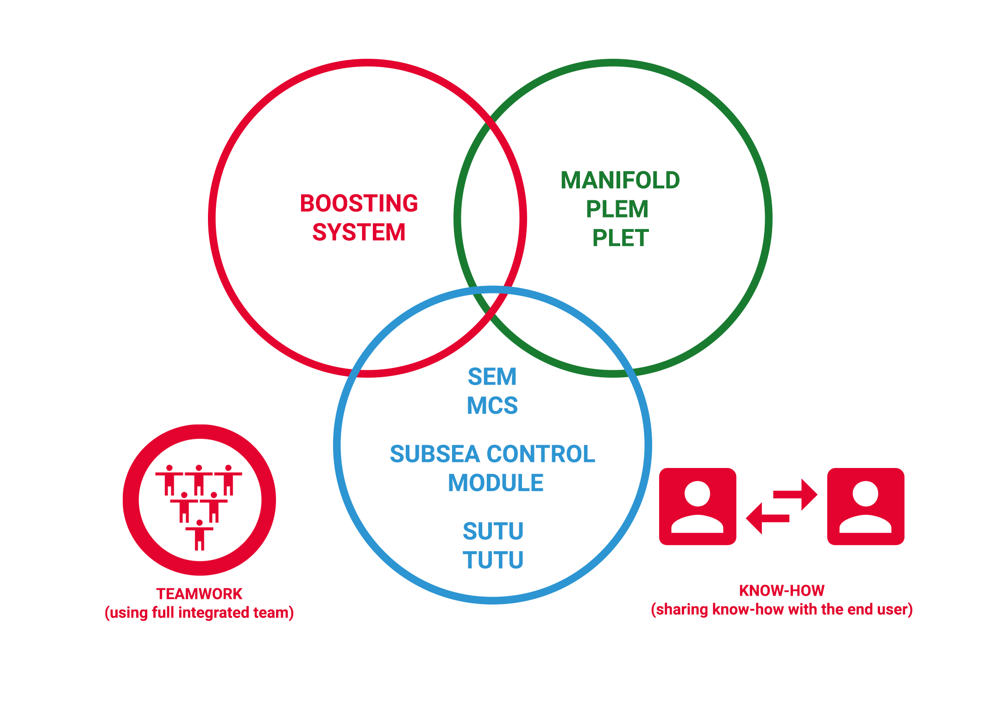 BOOSTING
SYSTEM
MANIFOLD
PLEM
PLET
SEM
MCS
SUBSEA CONTROL
MODULE
SUTU
TUTU
TEAMWORK
(using full integrated team)
KNOW-HOW
(sharing know-how with the end user)